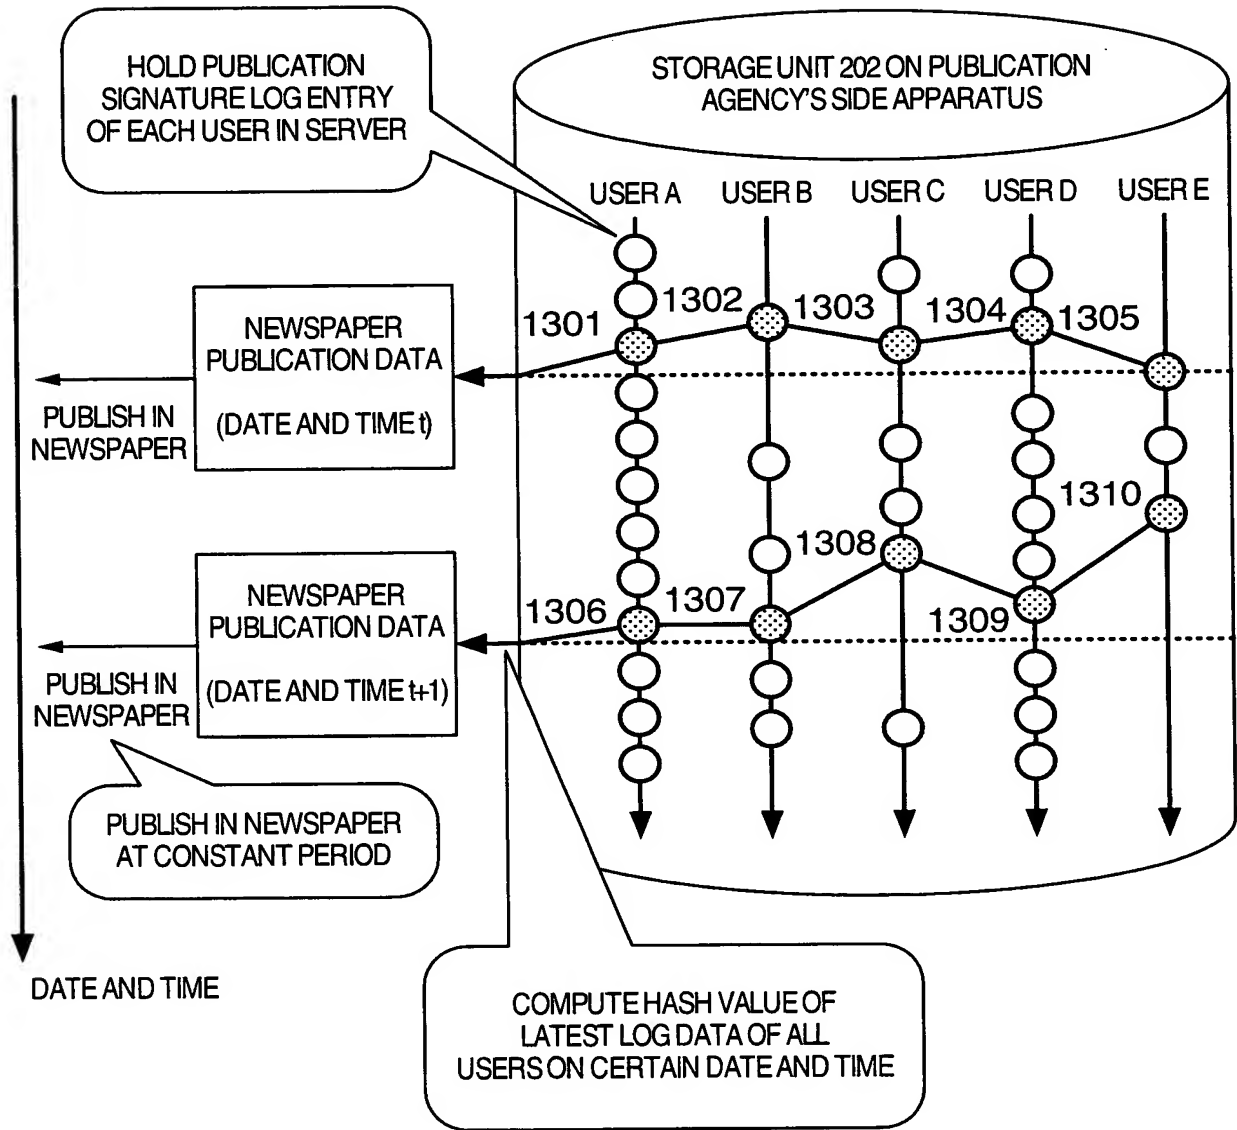 HOLD PUBLICATION
SIGNATURE LOG ENTRY
OF EACH USER IN SERVER
STORAGE UNIT 202 ON PUBLICATION
AGENCY'S SIDE APPARATUS
USER A
USER B
USER C
USER D
USER E
1301
1302
1303
1304
1305
NEWSPAPER
PUBLICATION DATA
(DATE AND TIME t)
PUBLISH IN
NEWSPAPER
1306
1307
1308
1309
1310
NEWSPAPER
PUBLICATION DATA
(DATE AND TIME t+1)
PUBLISH IN
NEWSPAPER
PUBLISH IN NEWSPAPER
AT CONSTANT PERIOD
DATE AND TIME
COMPUTE HASH VALUE OF
LATEST LOG DATA OF ALL
USERS ON CERTAIN DATE AND TIME